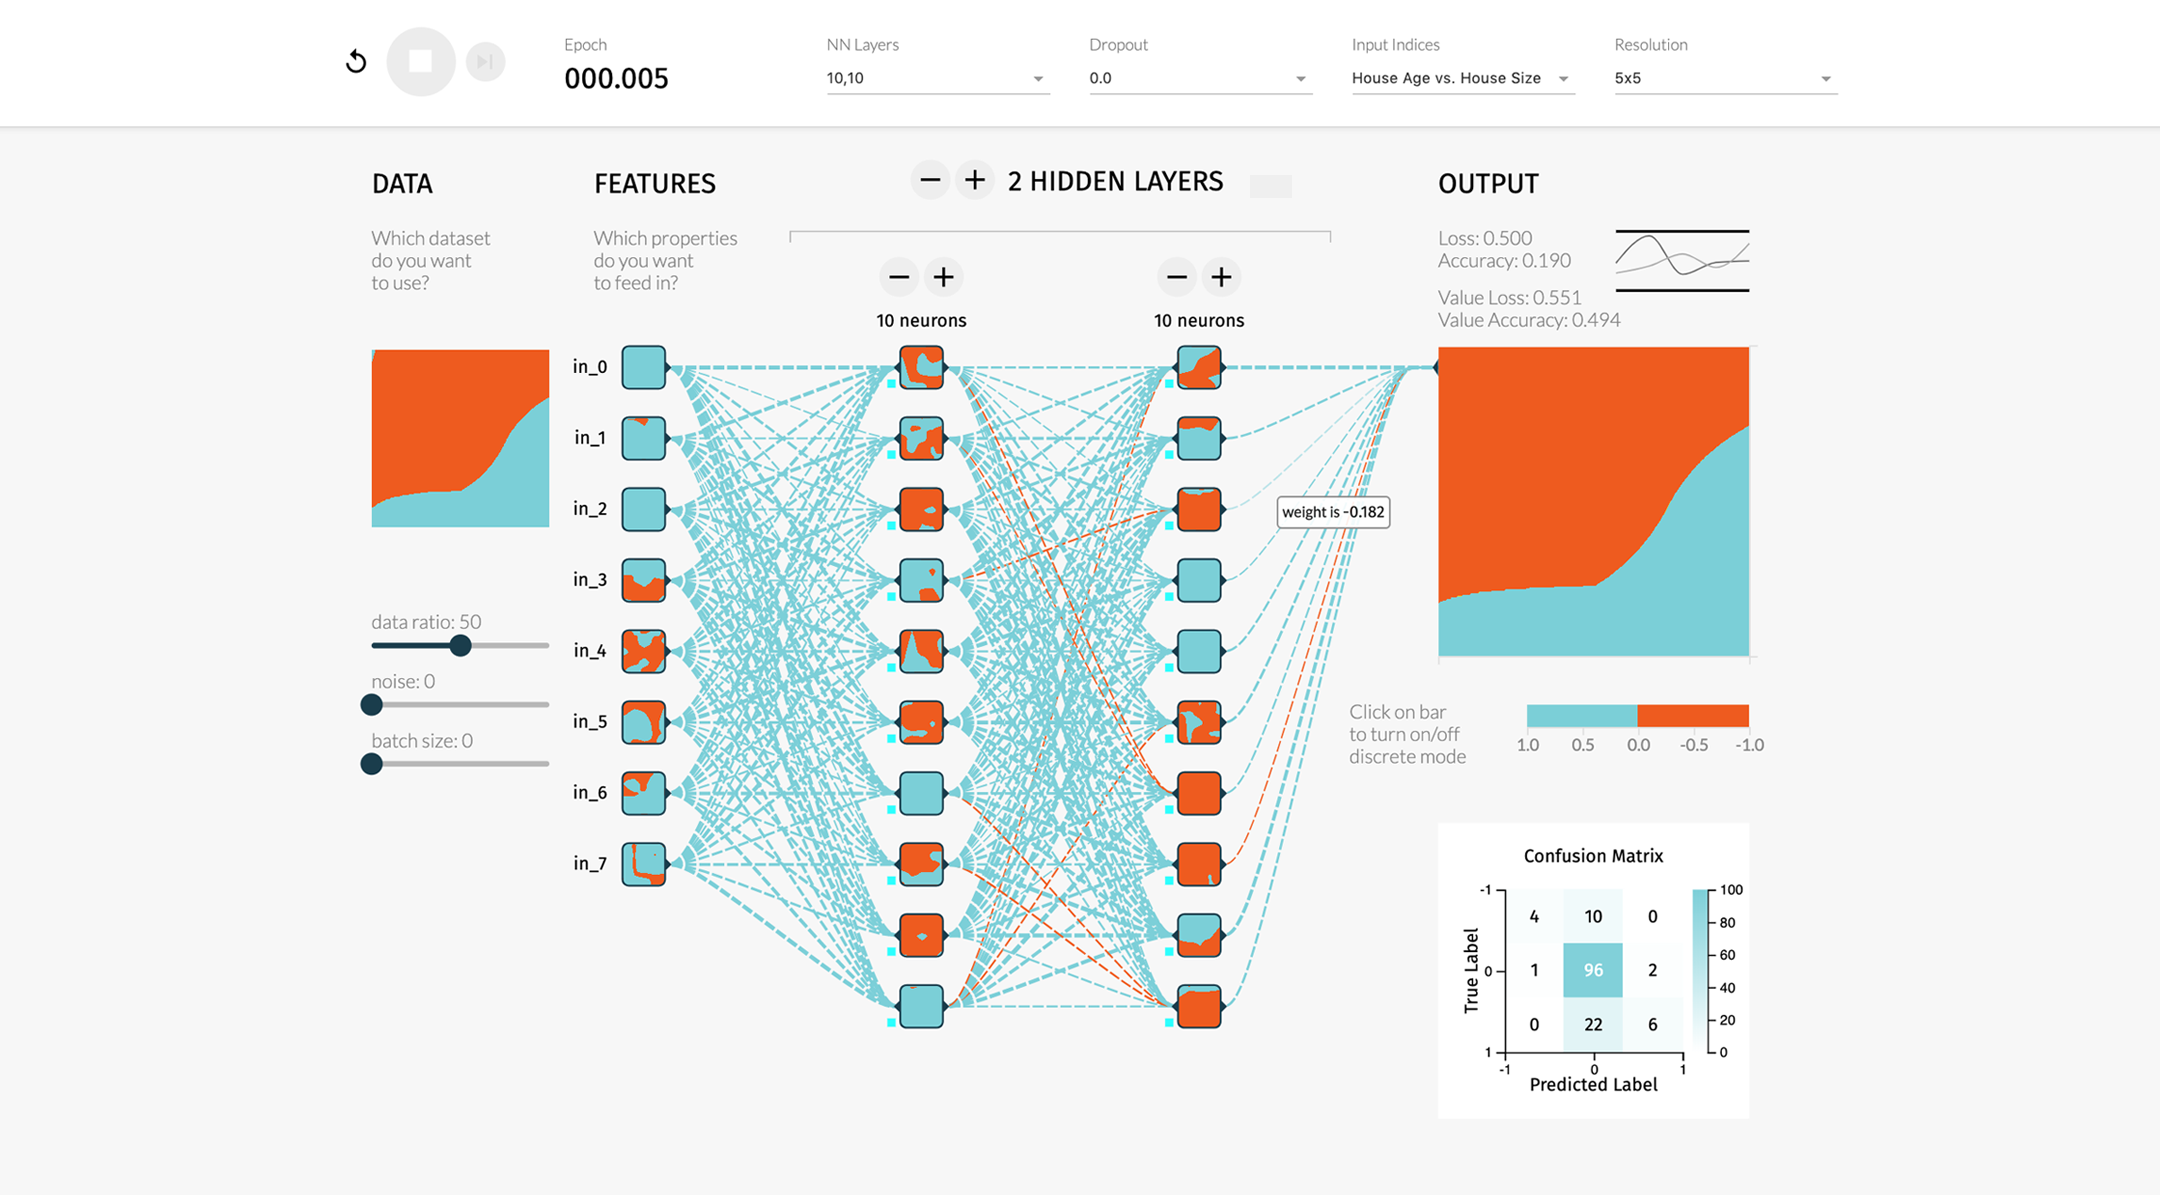 Epoch
000.005
NN Layers
10,10
Dropout
0.0
Input Indices
House Age vs. House Size
Resolution
5x5
DATA
Which dataset
do you want
to use?
data ratio: 50
noise: 0
batch size: 0
FEATURES
Which properties
do you want
to feed in?
in_0
in_1
in_2
in_3
in_4
in_5
in_6
in_7
− + 2 HIDDEN LAYERS
− +
10 neurons
− +
10 neurons
weight is -0.182
OUTPUT
Loss: 0.500
Accuracy: 0.190
Value Loss: 0.551
Value Accuracy: 0.494
Click on bar
to turn on/off
discrete mode
1.0 0.5 0.0 -0.5 -1.0
Confusion Matrix
True Label
-1 4 10 0
0 1 96 2
1 0 22 6
-1 0 1
Predicted Label
100
80
60
40
20
0